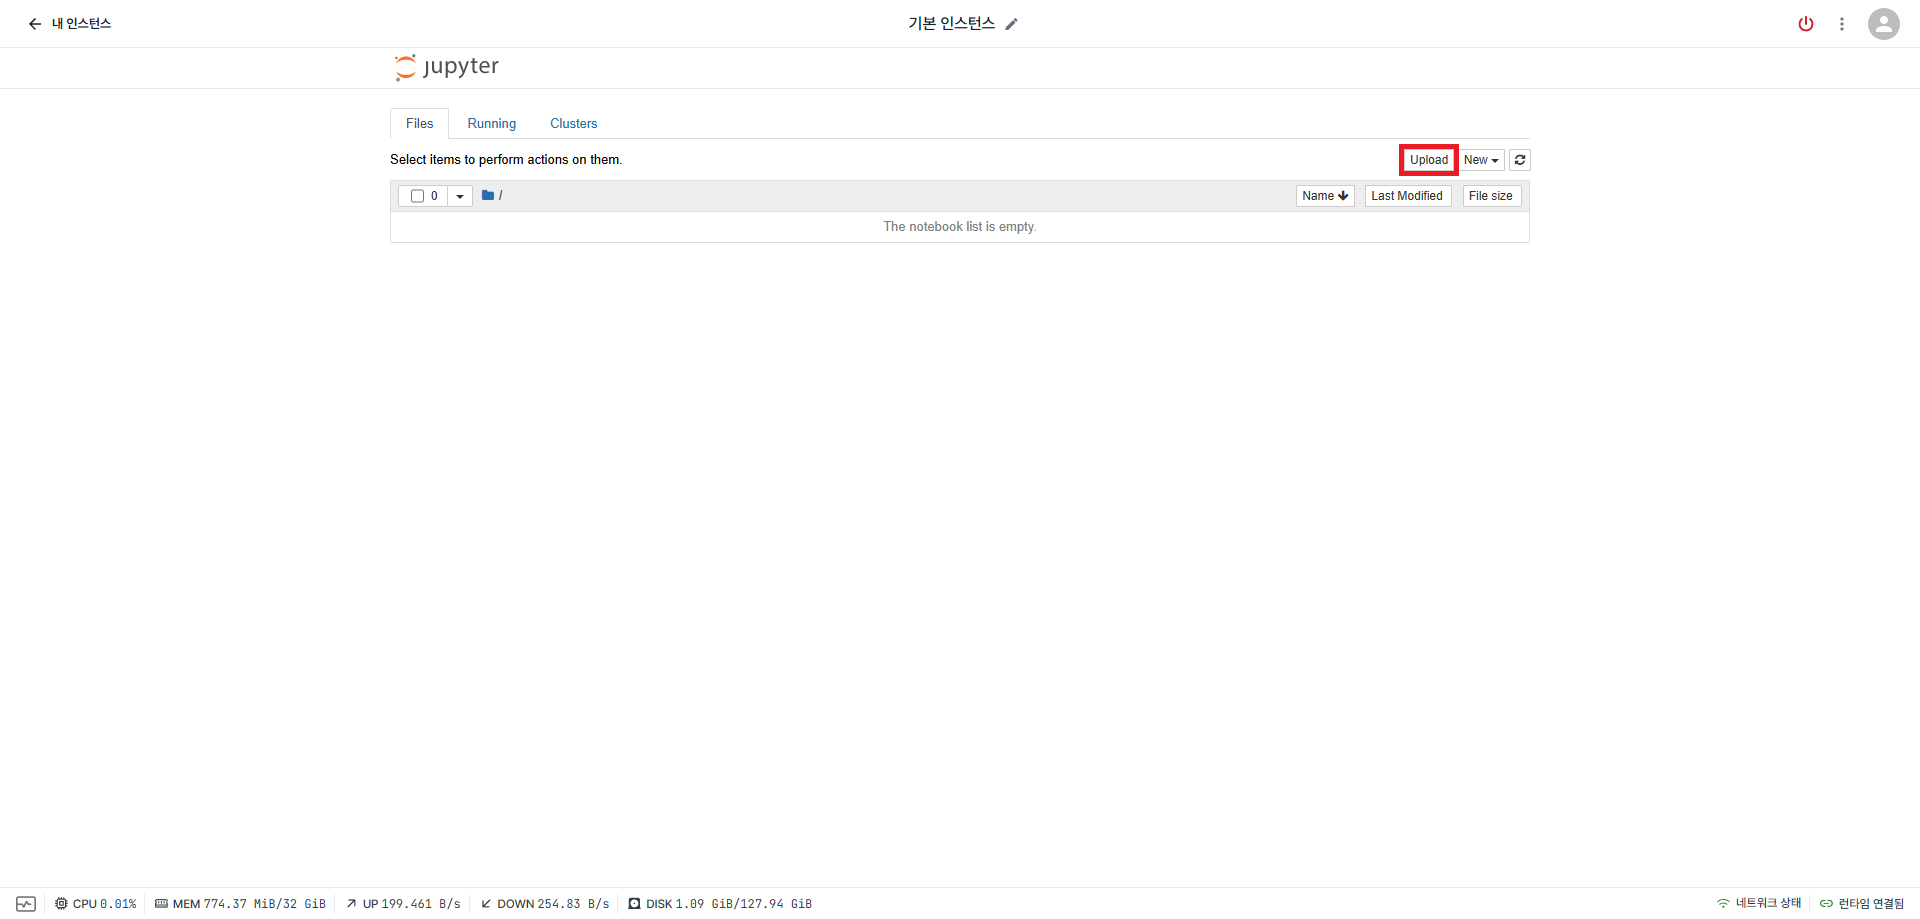 내 인스턴스
기본 인스턴스
jupyter
Files Running Clusters
Select items to perform actions on them.
Upload New
0 /
Name Last Modified File size
The notebook list is empty.
CPU 0.01% MEM 774.37 MiB/32 GiB UP 199.461 B/s DOWN 254.83 B/s DISK 1.09 GiB/127.94 GiB
네트워크 상태 런타임 연결됨